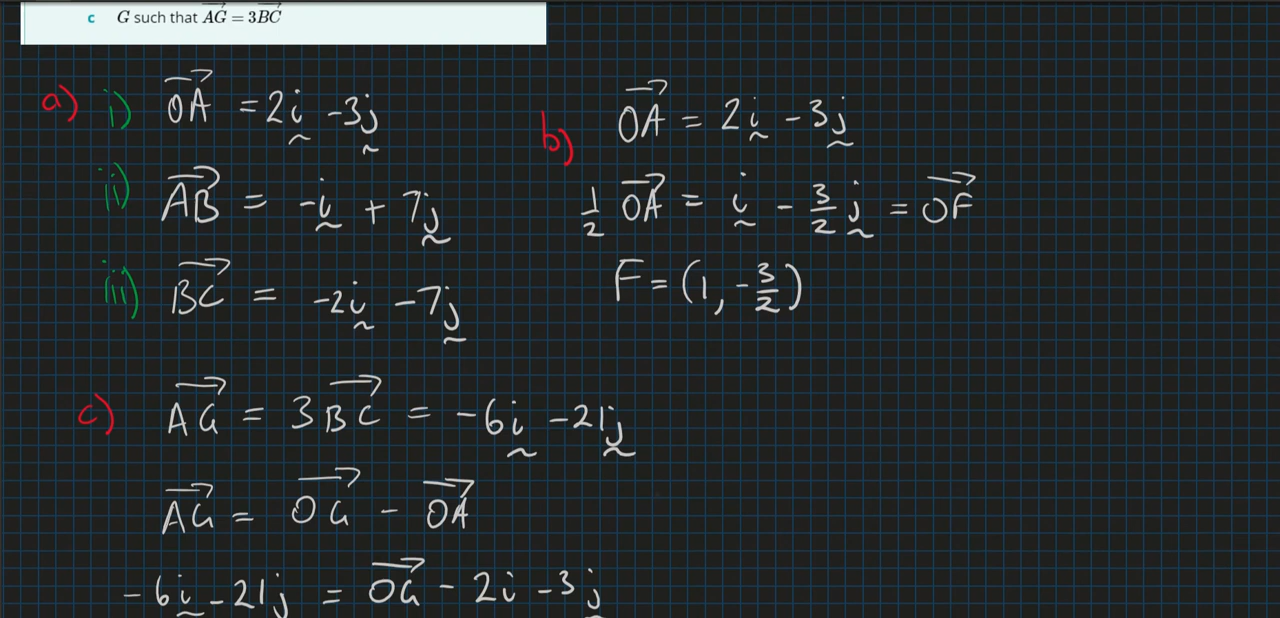 c G such that AG = 3BC
a) i) OA = 2i - 3j
ii) AB = -i + 7j
iii) BC = -2i - 7j
b) OA = 2i - 3j
1/2 OA = i - 3/2 j = OF
F = (1, -3/2)
c) AG = 3BC = -6i - 21j
AG = OG - OA
-6i - 21j = OG - 2i - 3j